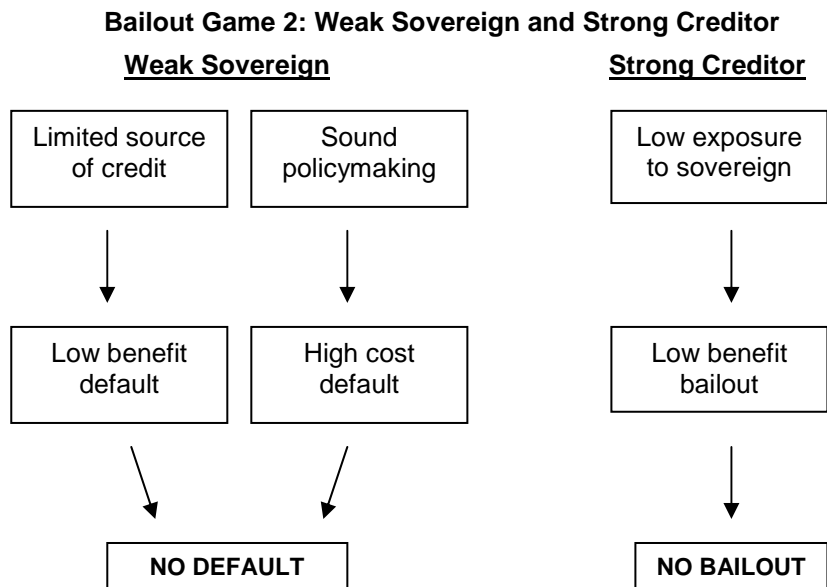 Bailout Game 2: Weak Sovereign and Strong Creditor
Weak Sovereign
Strong Creditor
Limited source
of credit
Sound
policymaking
Low exposure
to sovereign
Low benefit
default
High cost
default
Low benefit
bailout
NO DEFAULT
NO BAILOUT